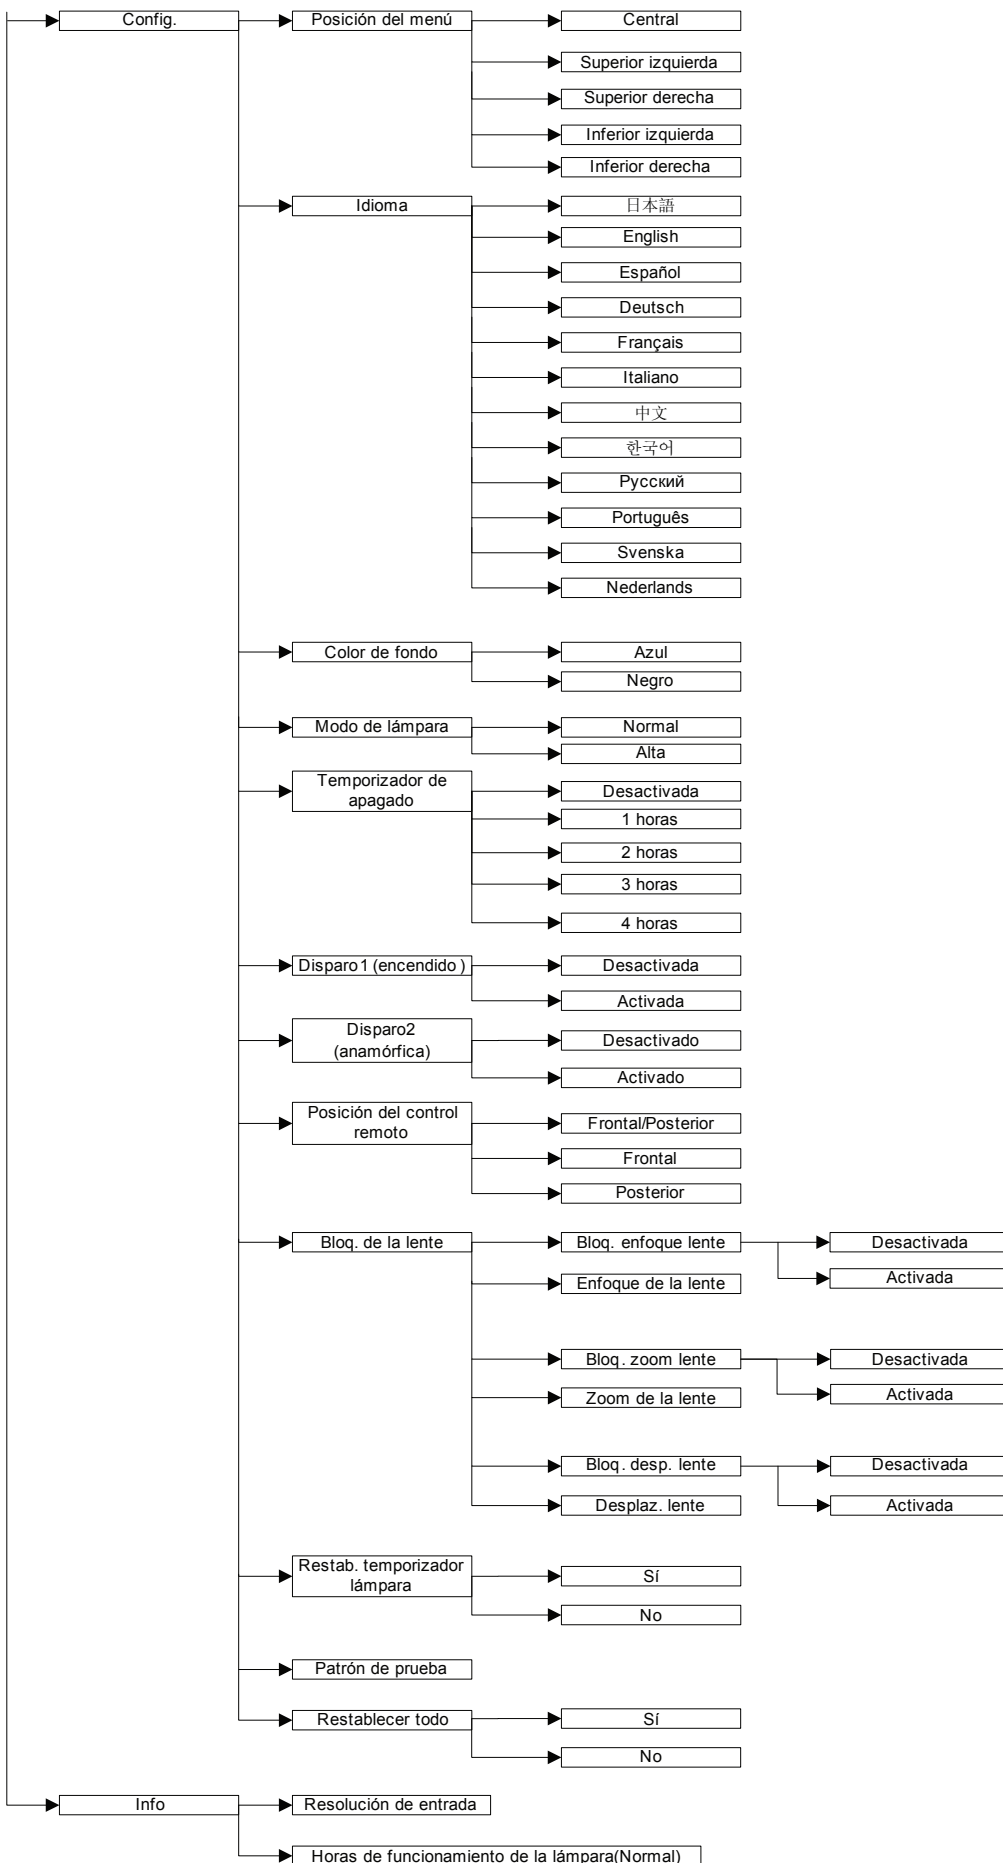 Config.
Posición del menú
Central
Superior izquierda
Superior derecha
Inferior izquierda
Inferior derecha
Idioma
日本語
English
Español
Deutsch
Français
Italiano
中文
한국어
Русский
Português
Svenska
Nederlands
Color de fondo
Azul
Negro
Modo de lámpara
Normal
Alta
Temporizador de
apagado
Desactivada
1 horas
2 horas
3 horas
4 horas
Disparo1 (encendido )
Desactivada
Activada
Disparo2
(anamórfica)
Desactivado
Activado
Posición del control
remoto
Frontal/Posterior
Frontal
Posterior
Bloq. de la lente
Bloq. enfoque lente
Desactivada
Activada
Enfoque de la lente
Bloq. zoom lente
Desactivada
Activada
Zoom de la lente
Bloq. desp. lente
Desactivada
Activada
Desplaz. lente
Restab. temporizador
lámpara
Sí
No
Patrón de prueba
Restablecer todo
Sí
No
Info
Resolución de entrada
Horas de funcionamiento de la lámpara(Normal)